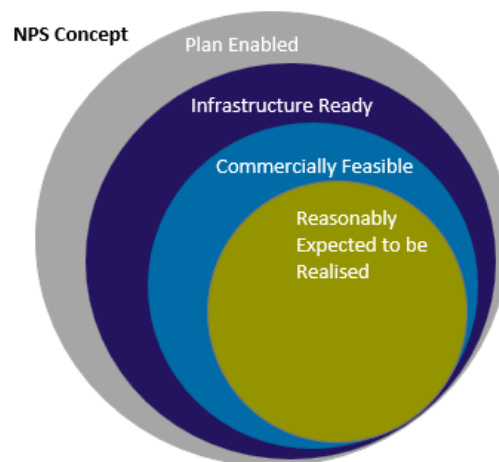 NPS Concept
Plan Enabled
Infrastructure Ready
Commercially Feasible
Reasonably
Expected to be
Realised